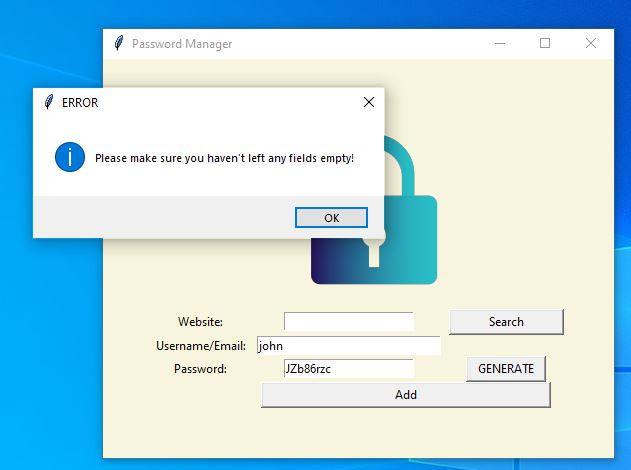 Password Manager
ERROR
Please make sure you haven't left any fields empty!
OK
Website:
Search
Username/Email: john
Password: JZb86rzc GENERATE
Add